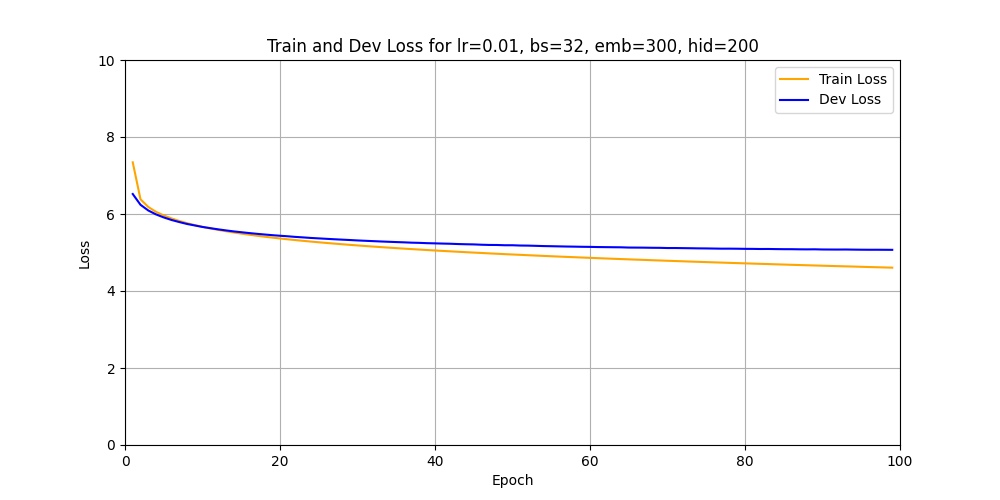 Train and Dev Loss for lr=0.01, bs=32, emb=300, hid=200
10
8
6
4
2
0
Loss
Train Loss
Dev Loss
0 20 40 60 80 100
Epoch